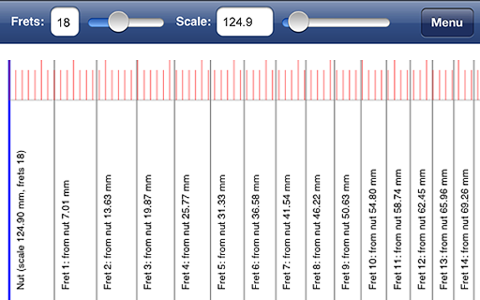 Frets: 18 Scale: 124.9 Menu
Nut (scale 124.90 mm, frets 18)
Fret 1: from nut 7.01 mm
Fret 2: from nut 13.63 mm
Fret 3: from nut 19.87 mm
Fret 4: from nut 25.77 mm
Fret 5: from nut 31.33 mm
Fret 6: from nut 36.58 mm
Fret 7: from nut 41.54 mm
Fret 8: from nut 46.22 mm
Fret 9: from nut 50.63 mm
Fret 10: from nut 54.80 mm
Fret 11: from nut 58.74 mm
Fret 12: from nut 62.45 mm
Fret 13: from nut 65.96 mm
Fret 14: from nut 69.26 mm